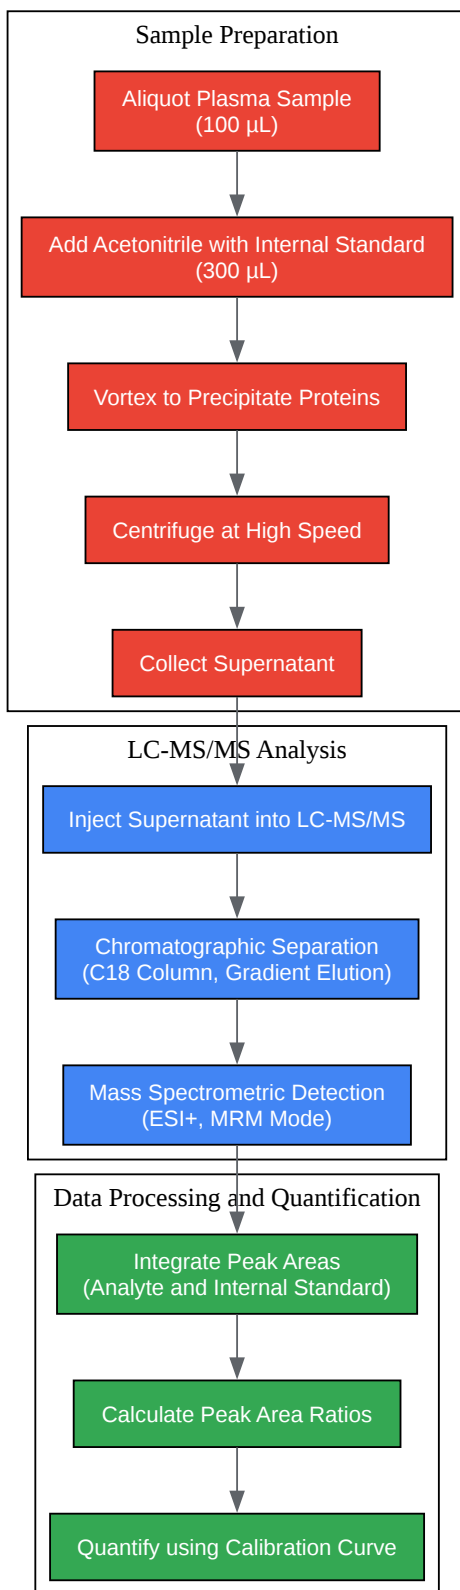 Sample Preparation
Aliquot Plasma Sample
(100 µL)
Add Acetonitrile with Internal Standard
(300 µL)
Vortex to Precipitate Proteins
Centrifuge at High Speed
Collect Supernatant
LC-MS/MS Analysis
Inject Supernatant into LC-MS/MS
Chromatographic Separation
(C18 Column, Gradient Elution)
Mass Spectrometric Detection
(ESI+, MRM Mode)
Data Processing and Quantification
Integrate Peak Areas
(Analyte and Internal Standard)
Calculate Peak Area Ratios
Quantify using Calibration Curve